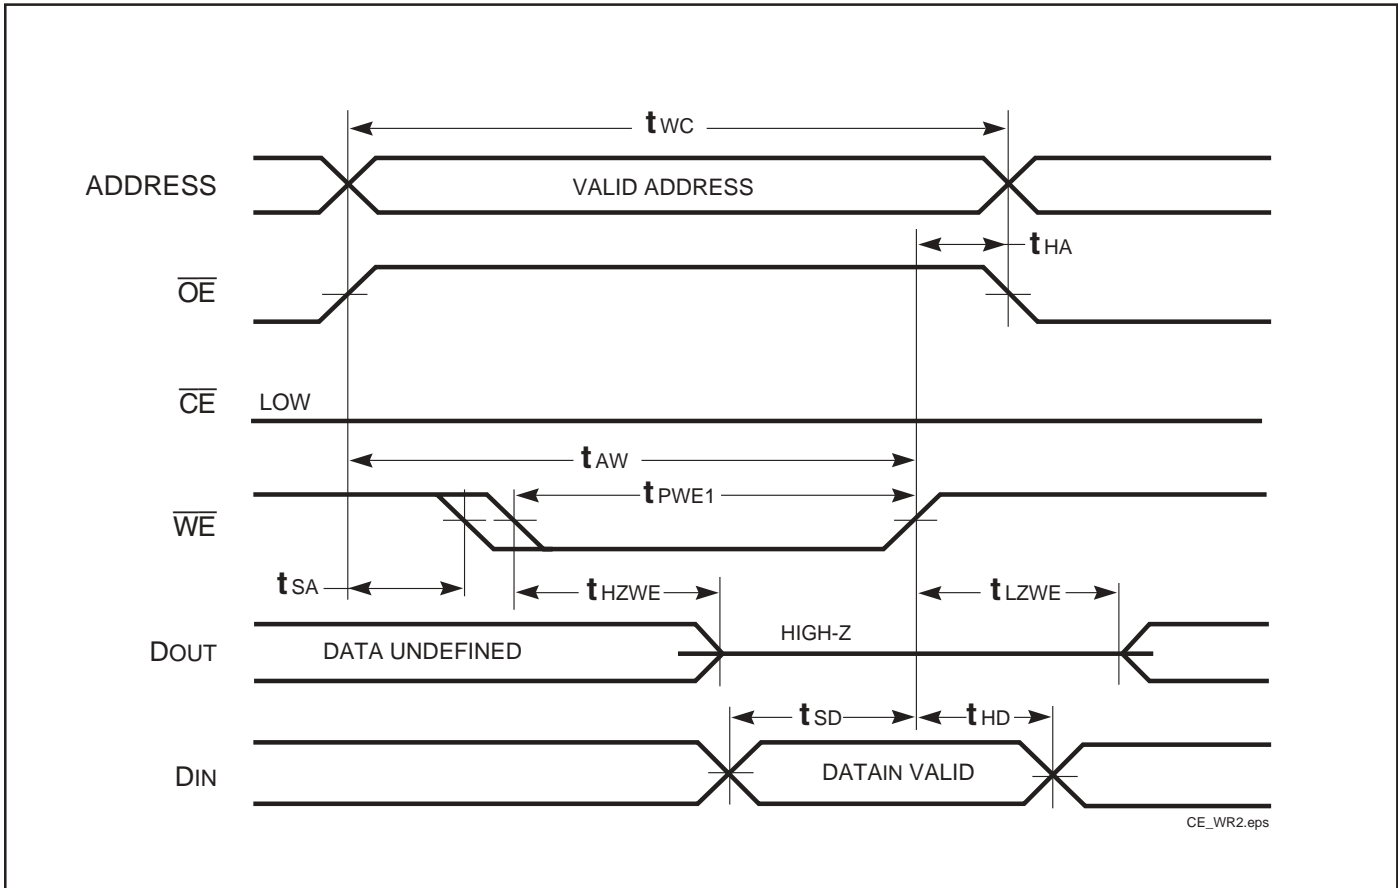 tWC
ADDRESS VALID ADDRESS
tHA
OE
CE LOW
tAW
tPWE1
WE
tSA tHZWE tLZWE
HIGH-Z
DOUT DATA UNDEFINED
tSD tHD
DIN DATAIN VALID
CE_WR2.eps